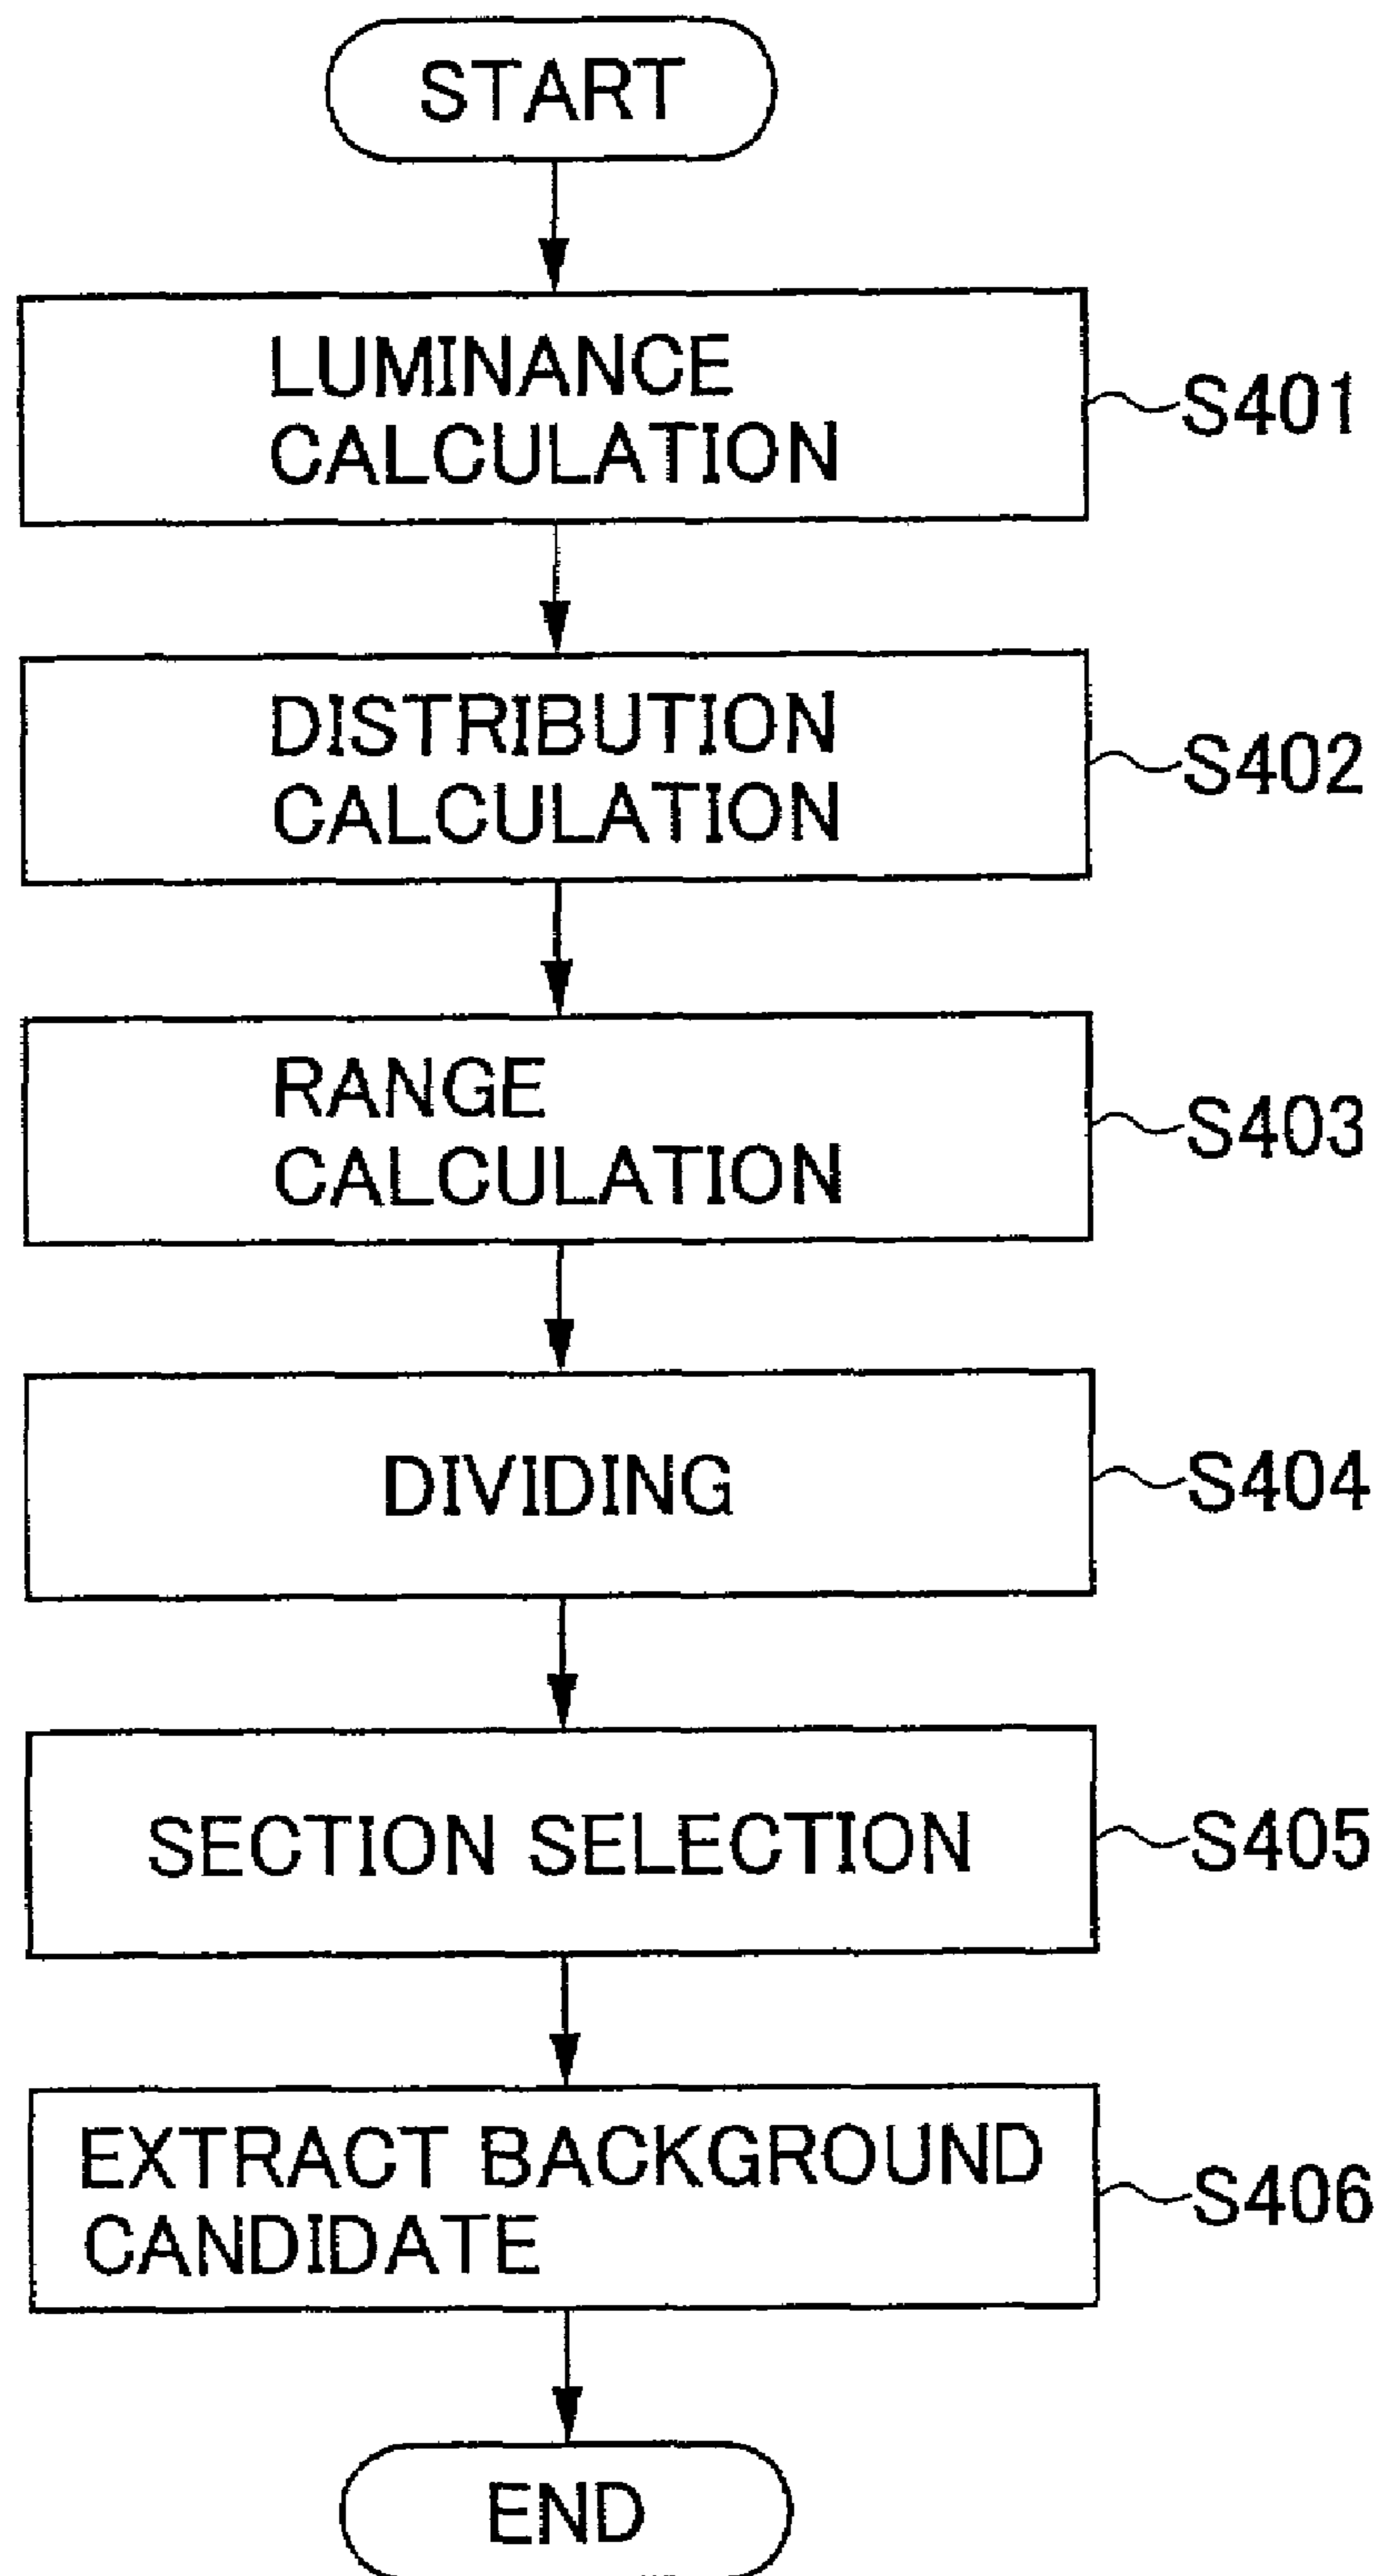 START
LUMINANCE
CALCULATION
S401
DISTRIBUTION
CALCULATION
S402
RANGE
CALCULATION
S403
DIVIDING
S404
SECTION SELECTION
S405
EXTRACT BACKGROUND
CANDIDATE
S406
END